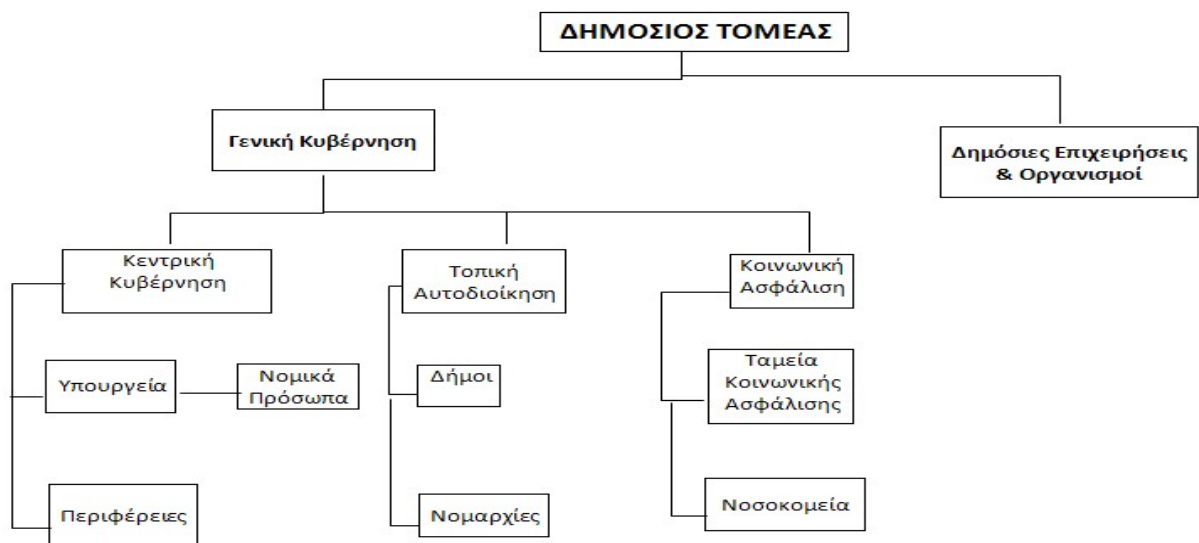 ΔΗΜΟΣΙΟΣ ΤΟΜΕΑΣ
Γενική Κυβέρνηση
Δημόσιες Επιχειρήσεις
& Οργανισμοί
Κεντρική
Κυβέρνηση
Τοπική
Αυτοδιοίκηση
Κοινωνική
Ασφάλιση
Υπουργεία
Νομικά
Πρόσωπα
Δήμοι
Ταμεία
Κοινωνικής
Ασφάλισης
Περιφέρειες
Νομαρχίες
Νοσοκομεία